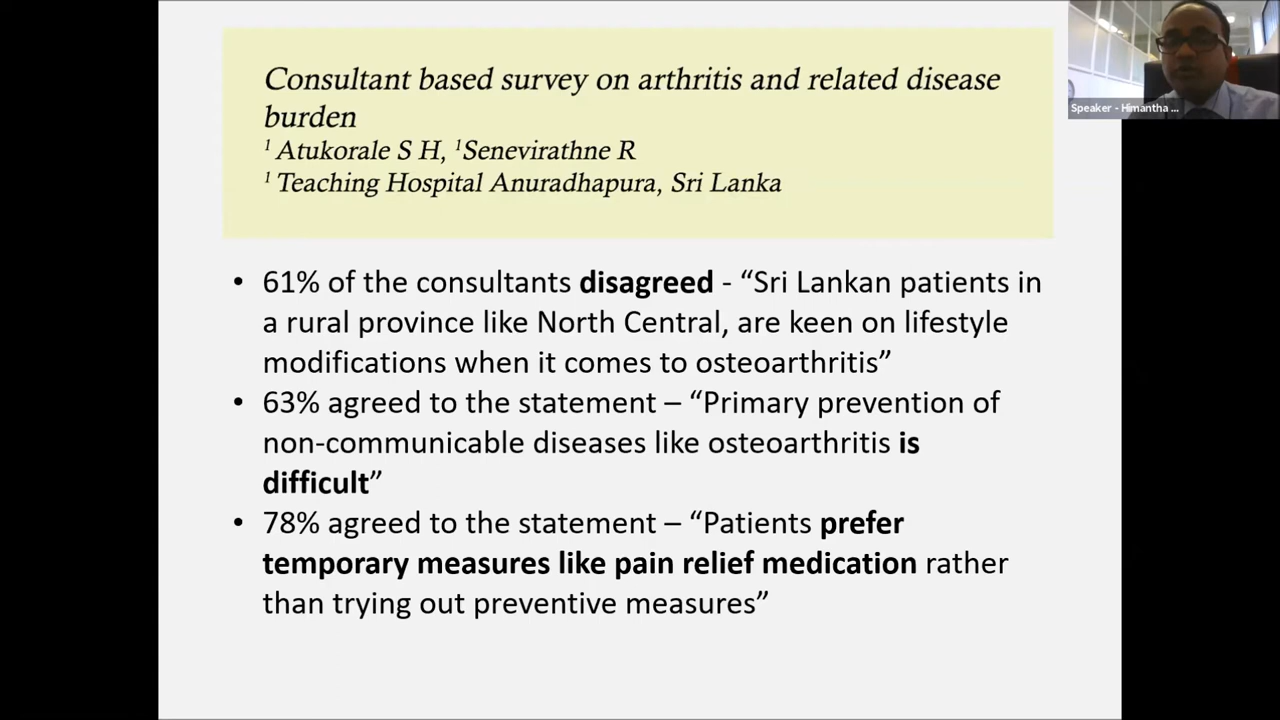 Consultant based survey on arthritis and related disease
burden
¹ Atukorale S H, ¹Senevirathne R
¹ Teaching Hospital Anuradhapura, Sri Lanka
Speaker - Himantha ...
• 61% of the consultants disagreed - “Sri Lankan patients in
a rural province like North Central, are keen on lifestyle
modifications when it comes to osteoarthritis”
• 63% agreed to the statement – “Primary prevention of
non-communicable diseases like osteoarthritis is
difficult”
• 78% agreed to the statement – “Patients prefer
temporary measures like pain relief medication rather
than trying out preventive measures”